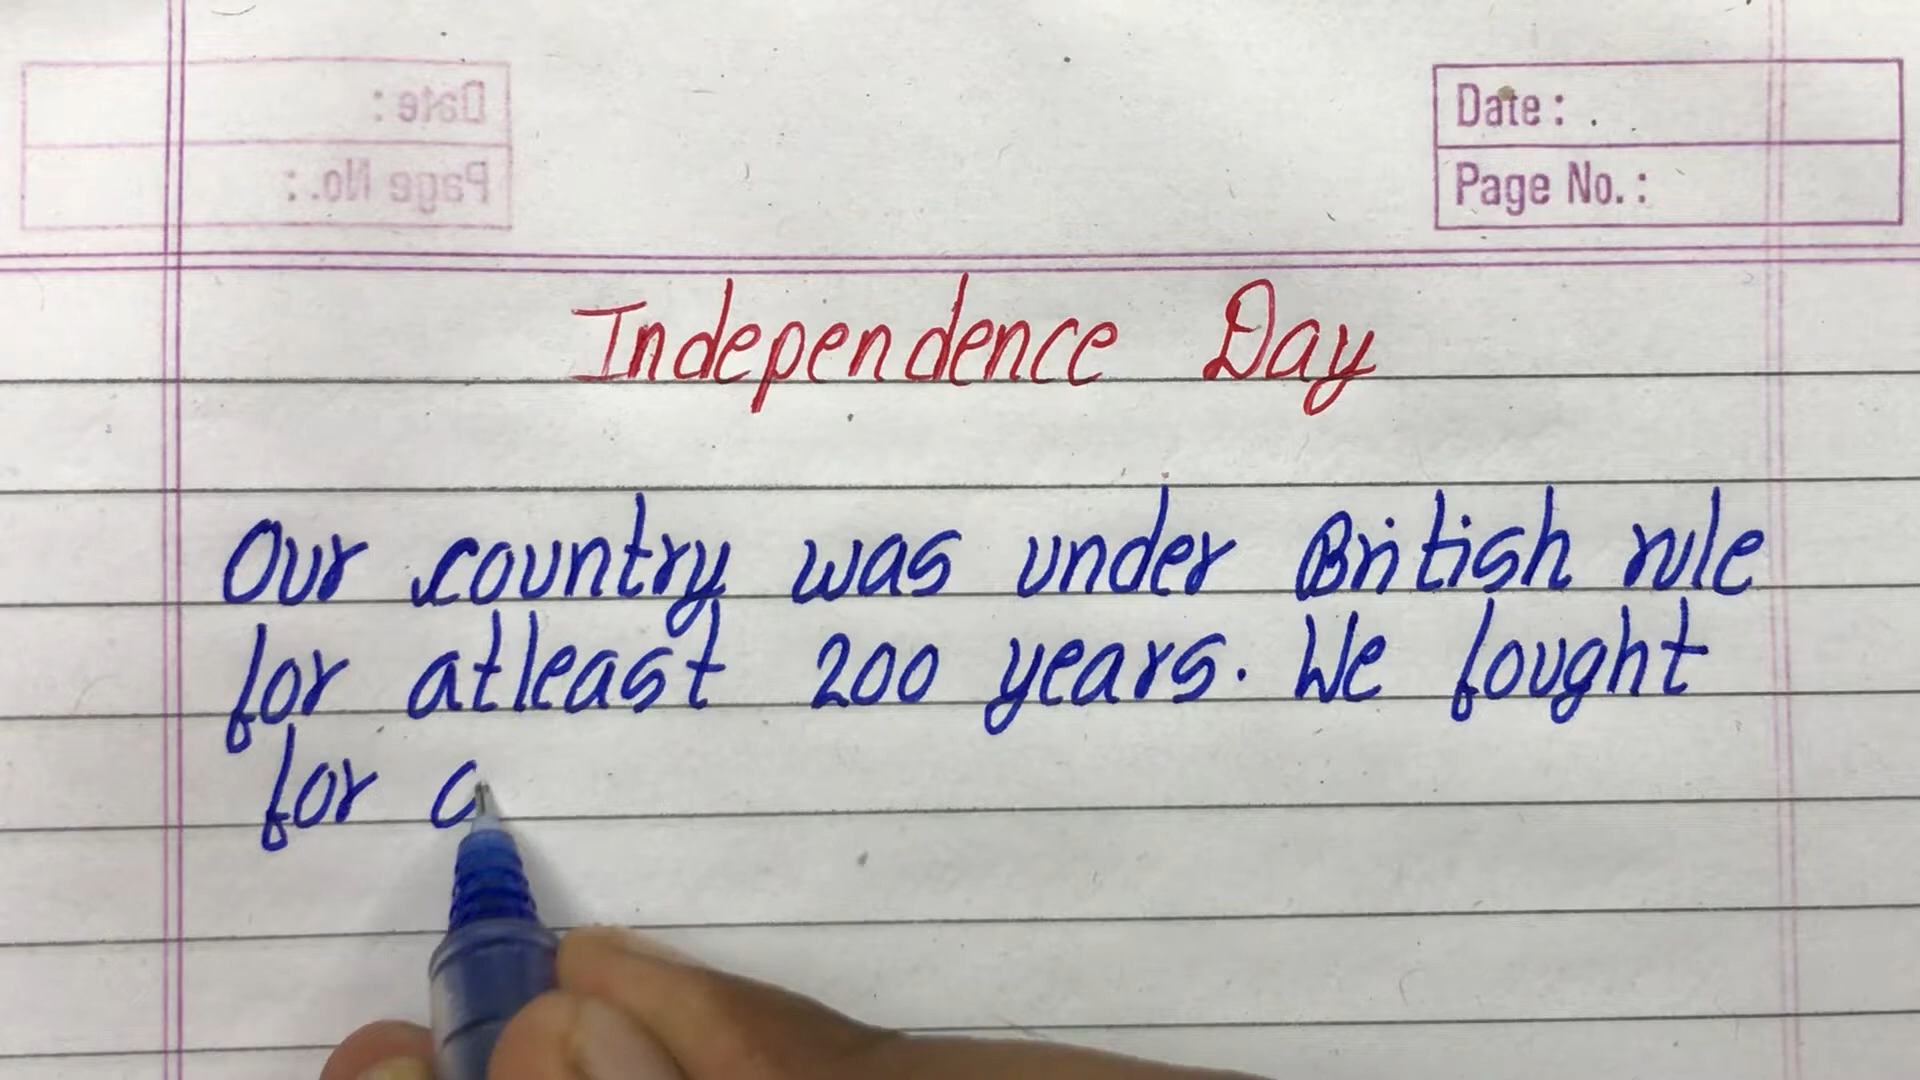 Date :
Page No. :
Date :
Page No. :
Independence Day
Our country was under British rule
for atleast 200 years. We fought
for